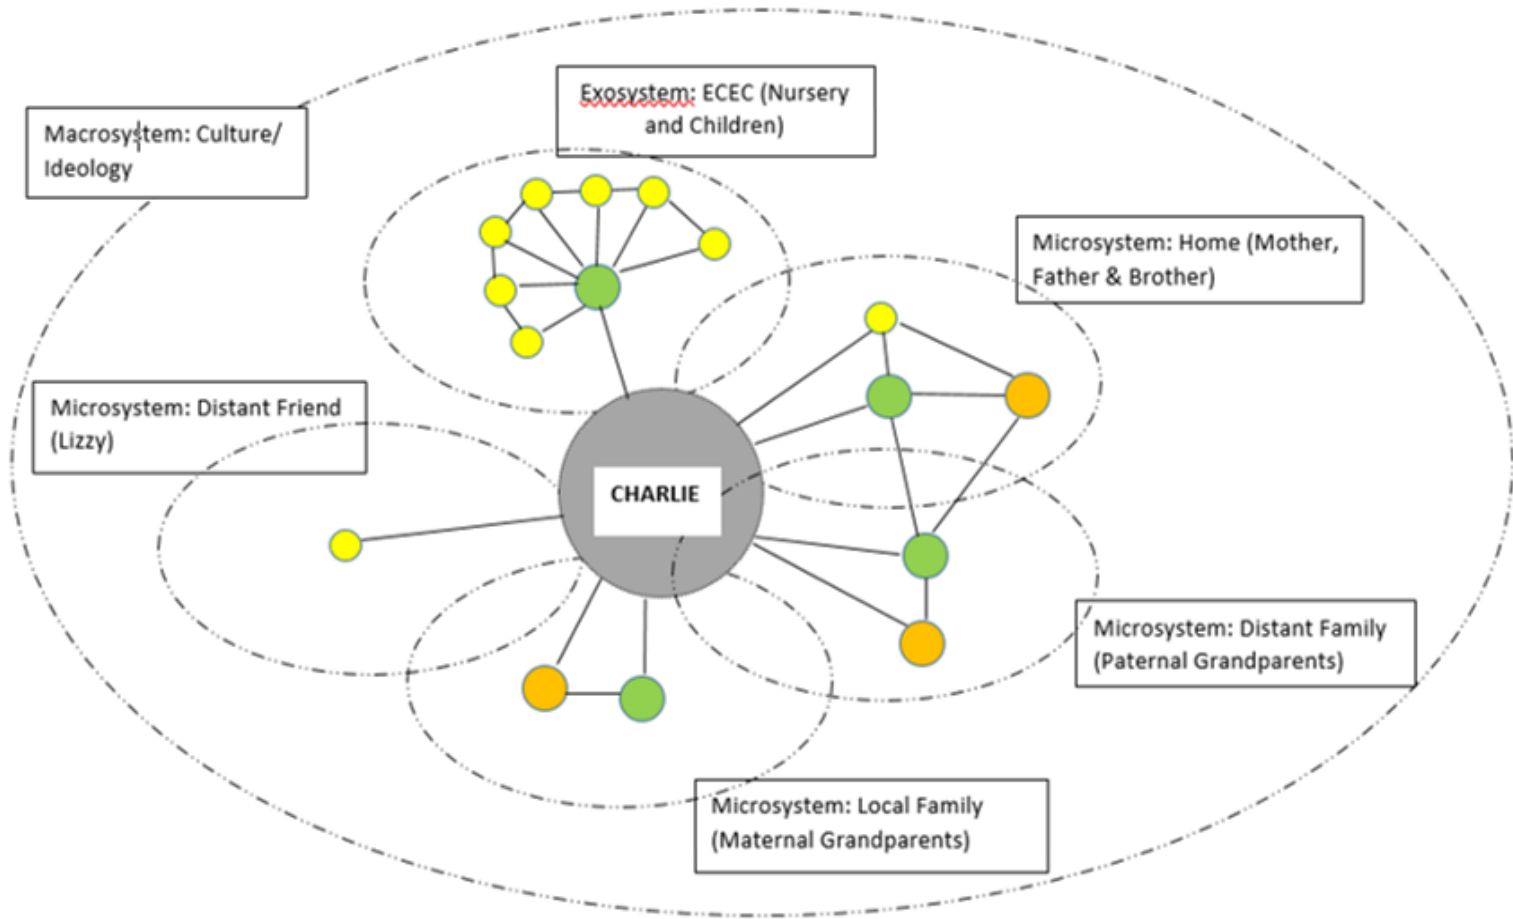 Exosystem: ECEC (Nursery
and Children)
Macrosystem: Culture/
Ideology
Microsystem: Home (Mother,
Father & Brother)
Microsystem: Distant Friend
(Lizzy)
CHARLIE
Microsystem: Distant Family
(Paternal Grandparents)
Microsystem: Local Family
(Maternal Grandparents)